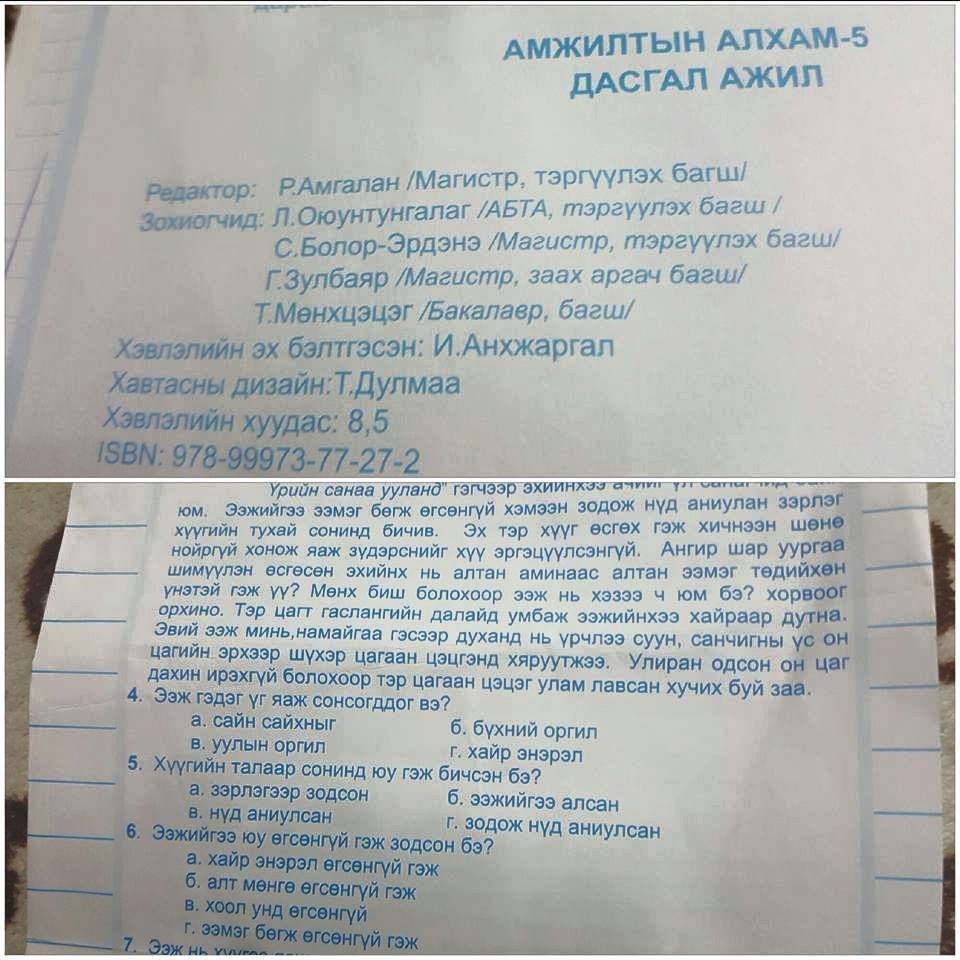 АМЖИЛТЫН АЛХАМ-5
ДАСГАЛ АЖИЛ
Редактор: Р.Амгалан /Магистр, тэргүүлэх багш/
Зохиогчид: Л.Оюунтунгалаг /АБТА, тэргүүлэх багш /
С.Болор-Эрдэнэ /Магистр, тэргүүлэх багш/
Г.Зулбаяр /Магистр, заах аргач багш/
Т.Мөнхцэцэг /Бакалавр, багш/
Хэвлэлийн эх бэлтгэсэн: И.Анхжаргал
Хавтасны дизайн:Т.Дулмаа
Хэвлэлийн хуудас: 8,5
ISBN: 978-99973-77-27-2
Үрийн санаа ууланд" гэгчээр эхийнхээ ачийг үл
юм. Ээжийгээ ээмэг бөгж өгсөнгүй хэмээн зодож нүд аниулан зэрлэг
хүүгийн тухай сонинд бичив. Эх тэр хүүг өсгөх гэж хичнээн шөнө
нойргүй хонож яаж зүдэрснийг хүү эргэцүүлсэнгүй. Ангир шар уургаа
шимүүлэн өсгөсөн эхийнх нь алтан аминаас алтан ээмэг төдийхөн
үнэтэй гэж үү? Мөнх биш болохоор ээж нь хэзээ ч юм бэ? хорвоог
орхино. Тэр цагт гаслангийн далайд умбаж ээжийнхээ хайраар дутна.
Эвий ээж минь,намайгаа гэсээр духанд нь үрчлээ суун, санчигны үс он
цагийн эрхээр шүхэр цагаан цэцгэнд хяруутжээ. Улиран одсон он цаг
дахин ирэхгүй болохоор тэр цагаан цэцэг улам лавсан хучих буй заа.
4. Ээж гэдэг үг яаж сонсогддог вэ?
а. сайн сайхныг б. бүхний оргил
в. уулын оргил г. хайр энэрэл
5. Хүүгийн талаар сонинд юу гэж бичсэн бэ?
а. зэрлэгээр зодсон б. ээжийгээ алсан
в. нүд аниулсан г. зодож нүд аниулсан
6. Ээжийгээ юу өгсөнгүй гэж зодсон бэ?
а. хайр энэрэл өгсөнгүй гэж
б. алт мөнгө өгсөнгүй гэж
в. хоол унд өгсөнгүй
г. ээмэг бөгж өгсөнгүй гэж
7. Ээж нь хүүгээ